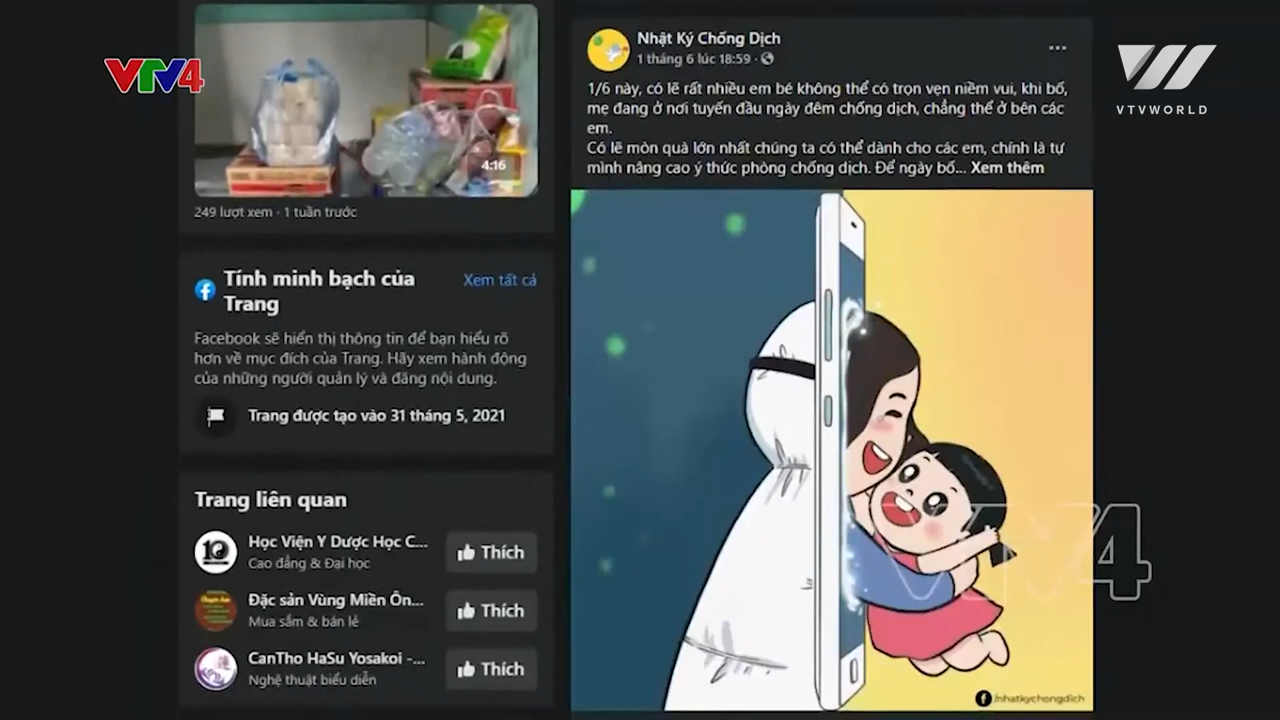 VTV4
VTVWORLD
4:16
249 lượt xem · 1 tuần trước
Tính minh bạch của
Trang
Xem tất cả
Facebook sẽ hiển thị thông tin để bạn hiểu rõ
hơn về mục đích của Trang. Hãy xem hành động
của những người quản lý và đăng nội dung.
Trang được tạo vào 31 tháng 5, 2021
Trang liên quan
Học Viện Y Dược Học C...
Cao đẳng & Đại học
Thích
Đặc sản Vùng Miền Ôn...
Mua sắm & bán lẻ
Thích
CanTho HaSu Yosakoi -...
Nghệ thuật biểu diễn
Thích
Nhật Ký Chống Dịch
1 tháng 6 lúc 18:59 ·
1/6 này, có lẽ rất nhiều em bé không thể có trọn vẹn niềm vui, khi bố,
mẹ đang ở nơi tuyến đầu ngày đêm chống dịch, chẳng thể ở bên các
em.
Có lẽ món quà lớn nhất chúng ta có thể dành cho các em, chính là tự
mình nâng cao ý thức phòng chống dịch. Để ngày bố... Xem thêm
VTV4
/nhatkychongdich